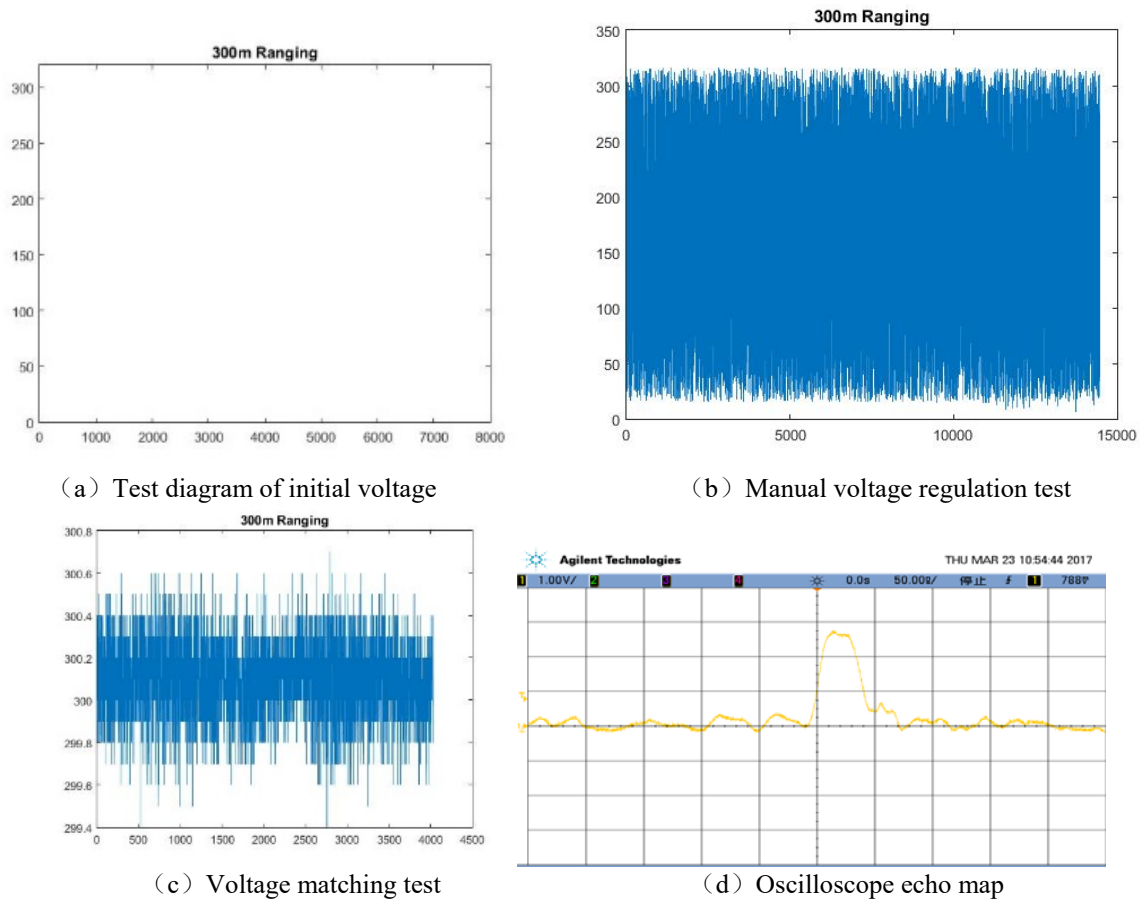 300m Ranging
300
250
200
150
100
50
0
0 1000 2000 3000 4000 5000 6000 7000 8000
（a）Test diagram of initial voltage
300m Ranging
350
300
250
200
150
100
50
0
0 5000 10000 15000
（b）Manual voltage regulation test
300m Ranging
300.8
300.6
300.4
300.2
300
299.8
299.6
299.4
0 500 1000 1500 2000 2500 3000 3500 4000 4500
（c）Voltage matching test
Agilent Technologies THU MAR 23 10:54:44 2017
1 1.00V/ 2 3 4 0.0s 50.00 / 停止 1 788
（d）Oscilloscope echo map